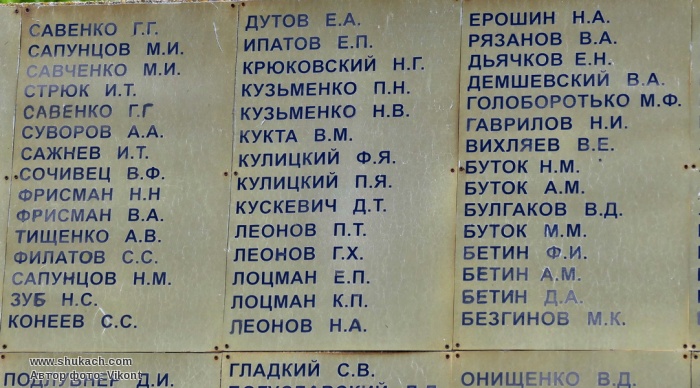 САВЕНКО Г.Г.
САПУНЦОВ М.И.
САВЧЕНКО М.И.
СТРЮК И.Т.
САВЕНКО Г.Г
СУВОРОВ А.А.
САЖНЕВ И.Т.
СОЧИВЕЦ В.Ф.
ФРИСМАН Н.Н
ФРИСМАН В.А.
ТИЩЕНКО А.В.
ФИЛАТОВ С.С.
САПУНЦОВ Н.М.
ЗУБ Н.С.
КОНЕЕВ С.С.
Д.И.
ДУТОВ Е.А.
ИПАТОВ Е.П.
КРЮКОВСКИЙ Н.Г.
КУЗЬМЕНКО П.Н.
КУЗЬМЕНКО Н.В.
КУКТА В.М.
КУЛИЦКИЙ Ф.Я.
КУЛИЦКИЙ П.Я.
КУСКЕВИЧ Д.Т.
ЛЕОНОВ П.Т.
ЛЕОНОВ Г.Х.
ЛОЦМАН Е.П.
ЛОЦМАН К.П.
ЛЕОНОВ Н.А.
ГЛАДКИЙ С.В.
ЕРОШИН Н.А.
РЯЗАНОВ В.А.
ДЬЯЧКОВ Е.Н.
ДЕМШЕВСКИЙ В.А.
ГОЛОБОРОТЬКО М.Ф.
ГАВРИЛОВ Н.И.
ВИХЛЯЕВ В.Е.
БУТОК Н.М.
БУТОК А.М.
БУЛГАКОВ В.Д.
БУТОК М.М.
БЕТИН Ф.И.
БЕТИН А.М.
БЕТИН Д.А.
БЕЗГИНОВ М.К.
ОНИЩЕНКО В.Д.
www.shukach.com
Автор фото: Vikont